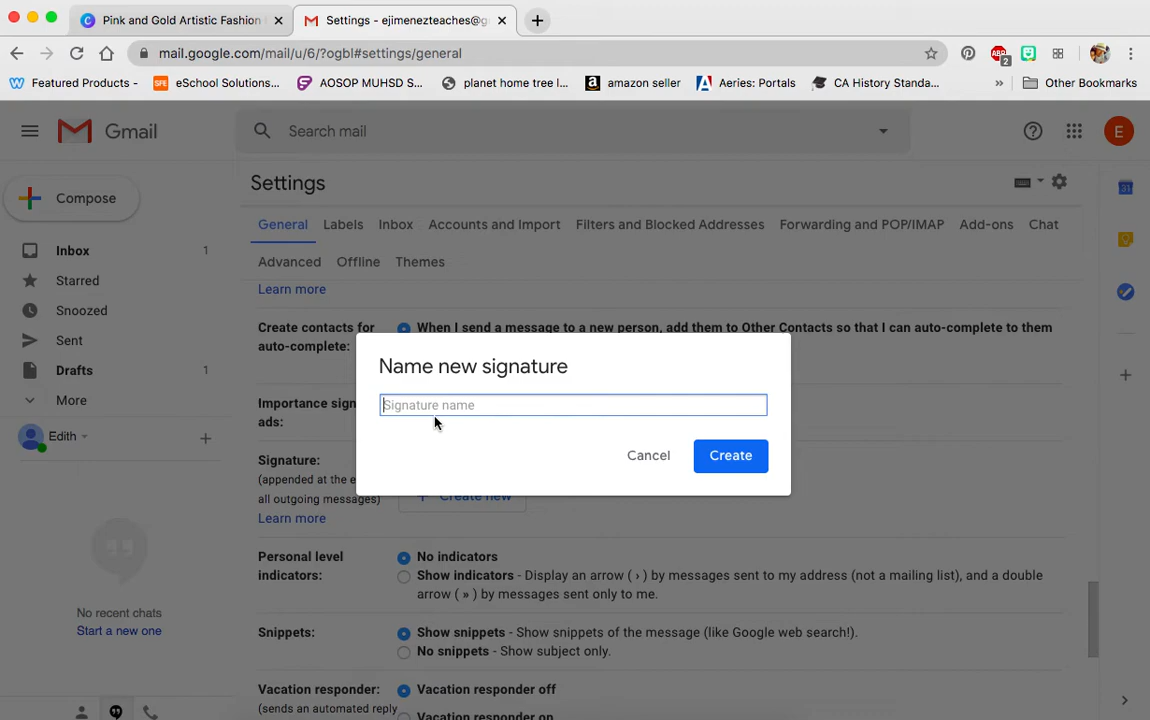 Pink and Gold Artistic Fashion
Settings - ejimenezteaches@g
mail.google.com/mail/u/6/?ogbl#settings/general
2
Featured Products -
SFE
eSchool Solutions...
AOSOP MUHSD S...
planet home tree l...
amazon seller
Aeries: Portals
CA History Standa...
»
Other Bookmarks
Gmail
Search mail
E
Compose
Settings
31
General
Labels
Inbox
Accounts and Import
Filters and Blocked Addresses
Forwarding and POP/IMAP
Add-ons
Chat
Advanced
Offline
Themes
Inbox 1
Starred
Snoozed
Sent
Drafts 1
More
Edith
No recent chats
Start a new one
Learn more
Create contacts for
auto-complete:
When I send a message to a new person, add them to Other Contacts so that I can auto-complete to them
Name new signature
Signature name
Cancel
Create
Importance sign
ads:
Signature:
(appended at the e
all outgoing messages)
Learn more
Create new
Personal level
indicators:
No indicators
Show indicators - Display an arrow ( › ) by messages sent to my address (not a mailing list), and a double
arrow ( » ) by messages sent only to me.
Snippets:
Show snippets - Show snippets of the message (like Google web search!).
No snippets - Show subject only.
Vacation responder:
(sends an automated reply
Vacation responder off
Vacation responder on